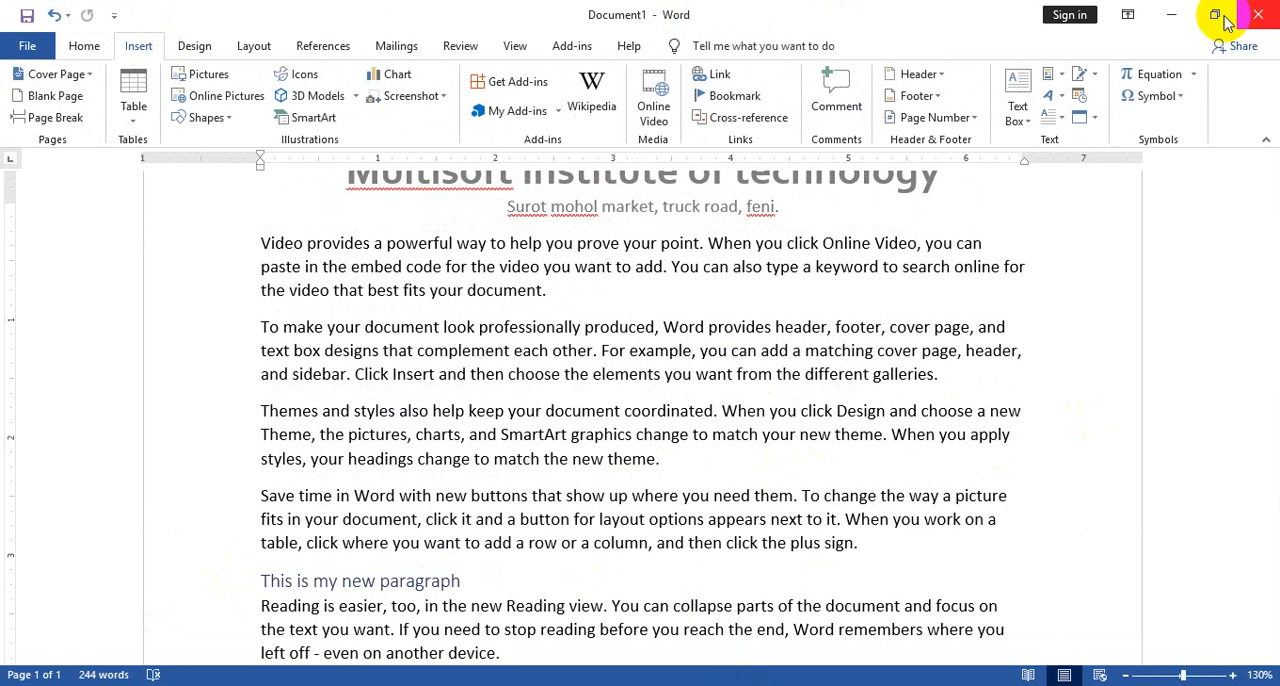 Document1 - Word
Sign in
File Home Insert Design Layout References Mailings Review View Add-ins Help Tell me what you want to do Share
Cover Page
Blank Page
Page Break
Pages
Table
Tables
Pictures
Online Pictures
Shapes
Icons
3D Models
SmartArt
Chart
Screenshot
Illustrations
Get Add-ins
My Add-ins
Wikipedia
Add-ins
Online
Video
Media
Link
Bookmark
Cross-reference
Links
Comment
Comments
Header
Footer
Page Number
Header & Footer
Text
Box
Text
Equation
Symbol
Symbols
1 1 2 3 4 5 6 7
Multisoft Institute of technology
Surot mohol market, truck road, feni.
Video provides a powerful way to help you prove your point. When you click Online Video, you can
paste in the embed code for the video you want to add. You can also type a keyword to search online for
the video that best fits your document.
To make your document look professionally produced, Word provides header, footer, cover page, and
text box designs that complement each other. For example, you can add a matching cover page, header,
and sidebar. Click Insert and then choose the elements you want from the different galleries.
Themes and styles also help keep your document coordinated. When you click Design and choose a new
Theme, the pictures, charts, and SmartArt graphics change to match your new theme. When you apply
styles, your headings change to match the new theme.
Save time in Word with new buttons that show up where you need them. To change the way a picture
fits in your document, click it and a button for layout options appears next to it. When you work on a
table, click where you want to add a row or a column, and then click the plus sign.
This is my new paragraph
Reading is easier, too, in the new Reading view. You can collapse parts of the document and focus on
the text you want. If you need to stop reading before you reach the end, Word remembers where you
left off - even on another device.
1
2
3
Page 1 of 1 244 words 130%